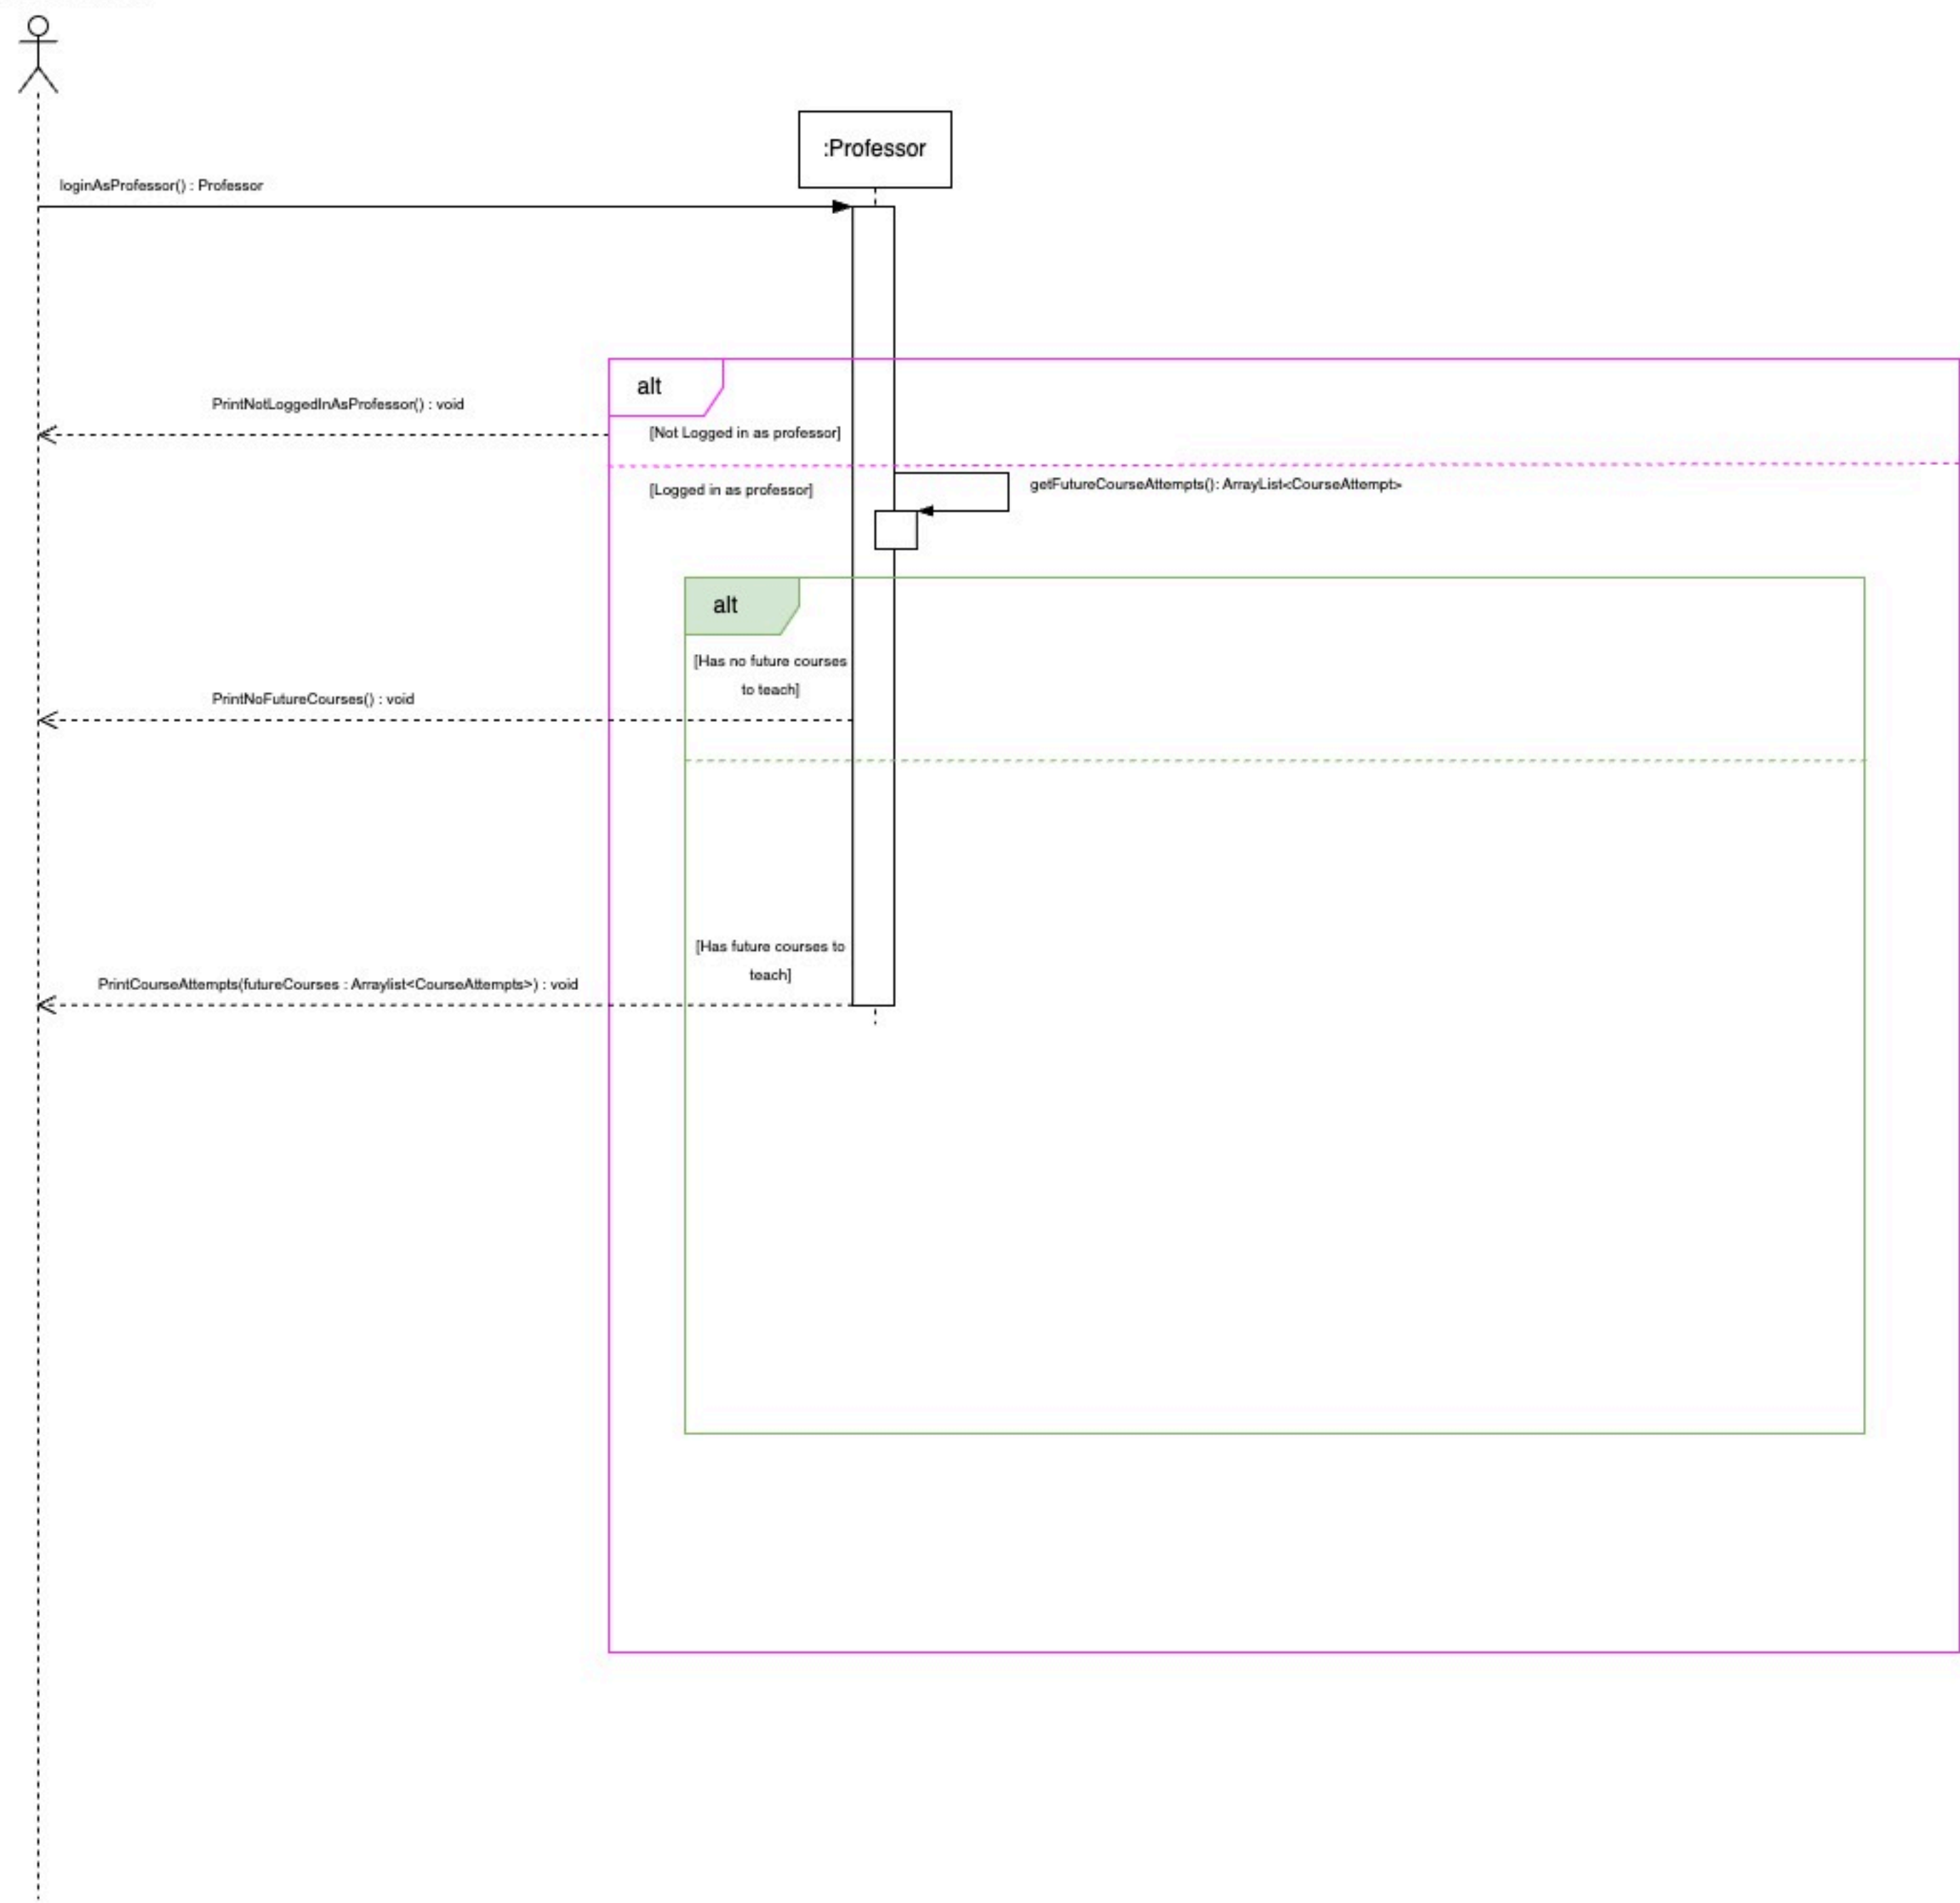 :Professor
loginAsProfessor() : Professor
alt
PrintNotLoggedInAsProfessor() : void
[Not Logged in as professor]
[Logged in as professor]
getFutureCourseAttempts(): ArrayList<CourseAttempt>
alt
[Has no future courses
to teach]
PrintNoFutureCourses() : void
[Has future courses to
teach]
PrintCourseAttempts(futureCourses : Arraylist<CourseAttempts>) : void